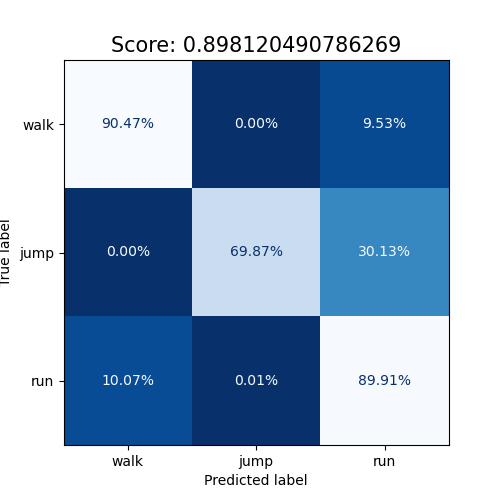 Score: 0.898120490786269
walk
90.47%
0.00%
9.53%
True label
jump
0.00%
69.87%
30.13%
run
10.07%
0.01%
89.91%
walk
jump
run
Predicted label